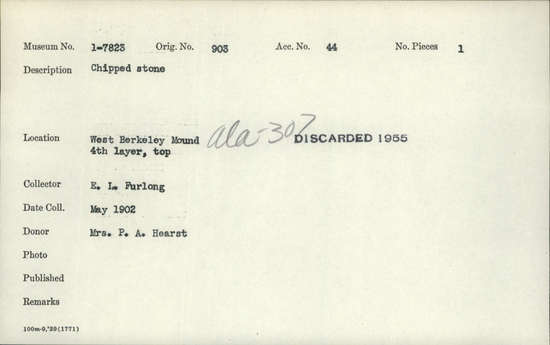 Museum No. 1-7823 Orig. No. 903 Acc. No. 44 No. Pieces 1
Description Chipped stone
Location West Berkeley Mound Ala-307 DISCARDED 1955
4th layer, top
Collector E. L. Furlong
Date Coll. May 1902
Donor Mrs. P. A. Hearst
Photo
Published
Remarks
100m-9,'39(1771)